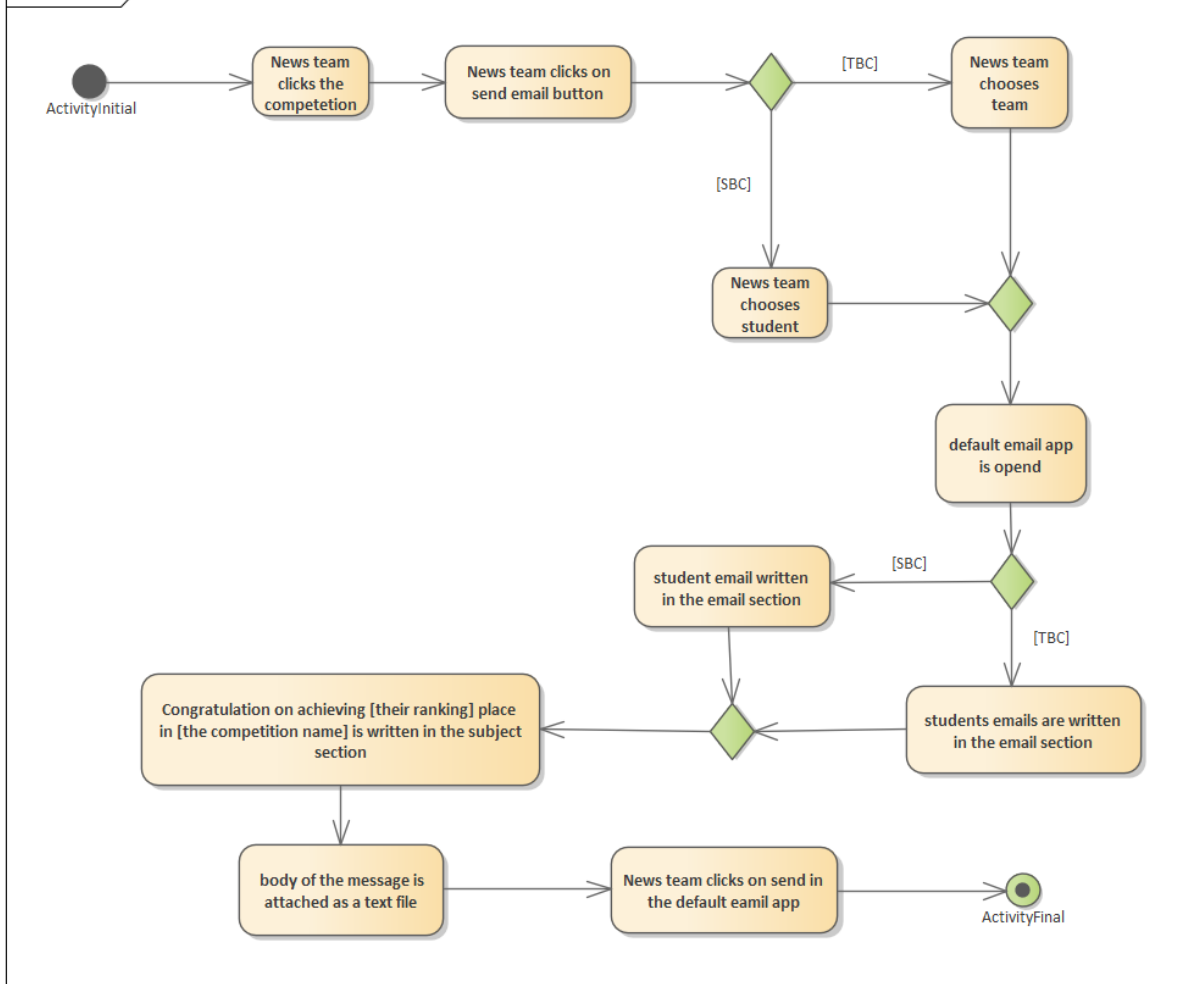 News team
clicks the
competetion
News team clicks on
send email button
[TBC]
News team
chooses
team
ActivityInitial
[SBC]
News team
chooses
student
default email app
is opend
[SBC]
student email written
in the email section
[TBC]
students emails are written
in the email section
Congratulation on achieving [their ranking] place
in [the competition name] is written in the subject
section
body of the message is
attached as a text file
News team clicks on send in
the default eamil app
ActivityFinal